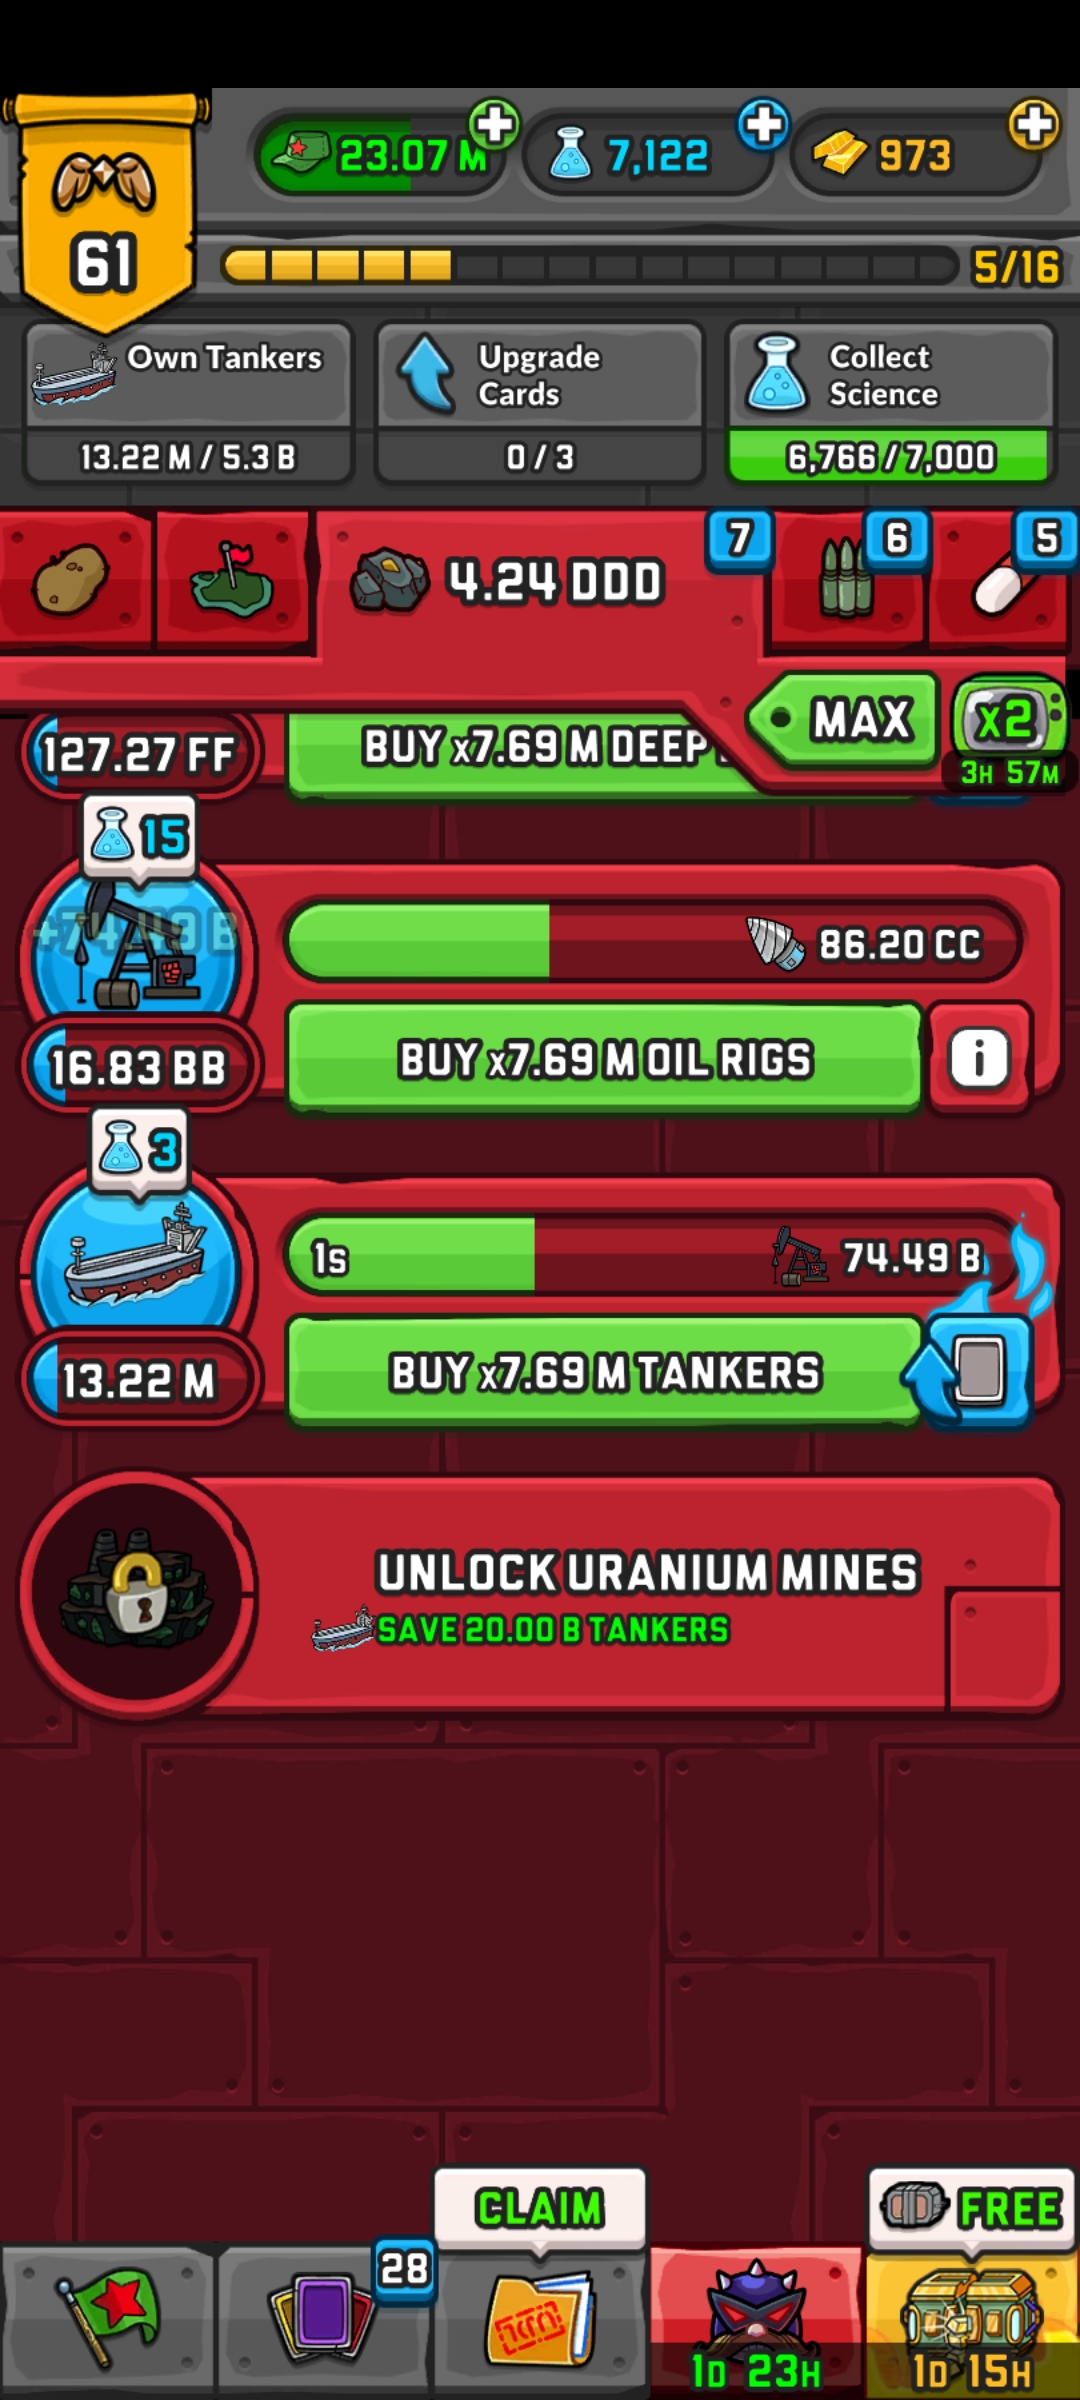 23.07 M
7,122
973
61
5/16
Own Tankers
13.22 M / 5.3 B
Upgrade
Cards
0 / 3
Collect
Science
6,766 / 7,000
4.24 DDD
7
6
5
MAX
x2
3H 57M
127.27 FF
BUY x7.69 M DEEP
15
+74.49 B
86.20 CC
16.83 BB
BUY x7.69 M OIL RIGS
i
3
1s
74.49 B
13.22 M
BUY x7.69 M TANKERS
UNLOCK URANIUM MINES
SAVE 20.00 B TANKERS
CLAIM
FREE
28
1D 23H
1D 15H